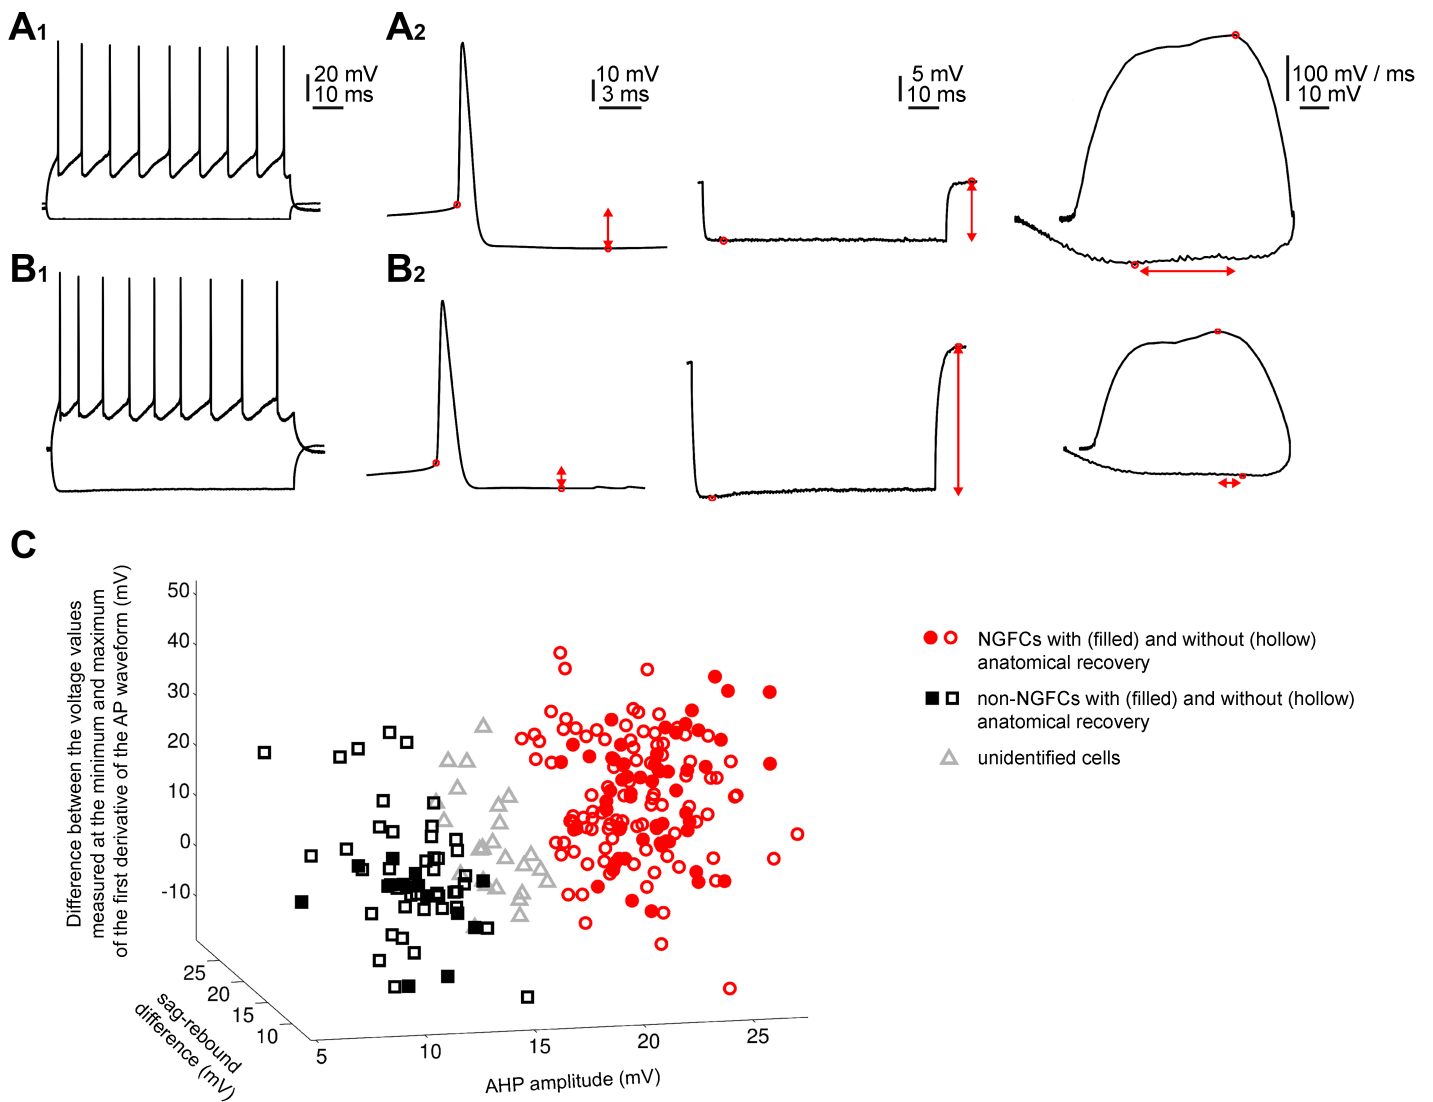 A1
A2
20 mV
10 ms
10 mV
3 ms
5 mV
10 ms
100 mV / ms
10 mV
B1
B2
C
Difference between the voltage values
measured at the minimum and maximum
of the first derivative of the AP waveform (mV)
50
40
30
20
10
0
-10
25
20
15
10
sag-rebound
difference (mV)
5
10
15
20
25
AHP amplitude (mV)
NGFCs with (filled) and without (hollow)
anatomical recovery
non-NGFCs with (filled) and without (hollow)
anatomical recovery
unidentified cells